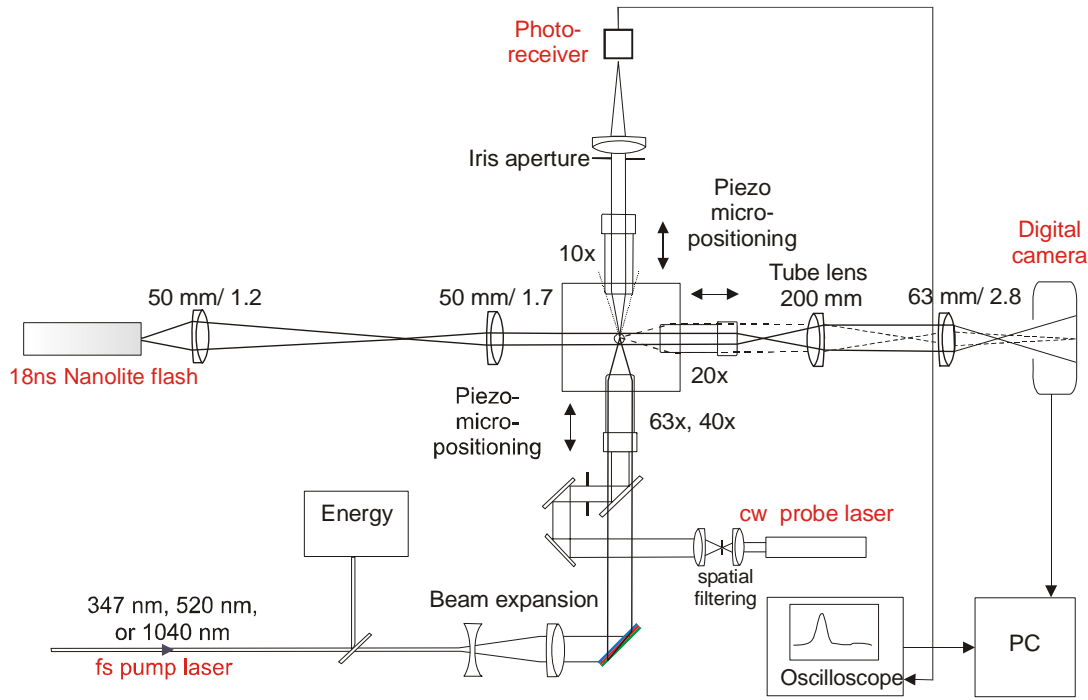 Photo-
receiver
Iris aperture
Piezo
micro-
positioning
10x
Digital
camera
Tube lens
200 mm
50 mm/ 1.2
50 mm/ 1.7
63 mm/ 2.8
18ns Nanolite flash
20x
Piezo-
micro-
positioning
63x, 40x
Energy
cw probe laser
spatial
filtering
347 nm, 520 nm,
or 1040 nm
fs pump laser
Beam expansion
Oscilloscope
PC